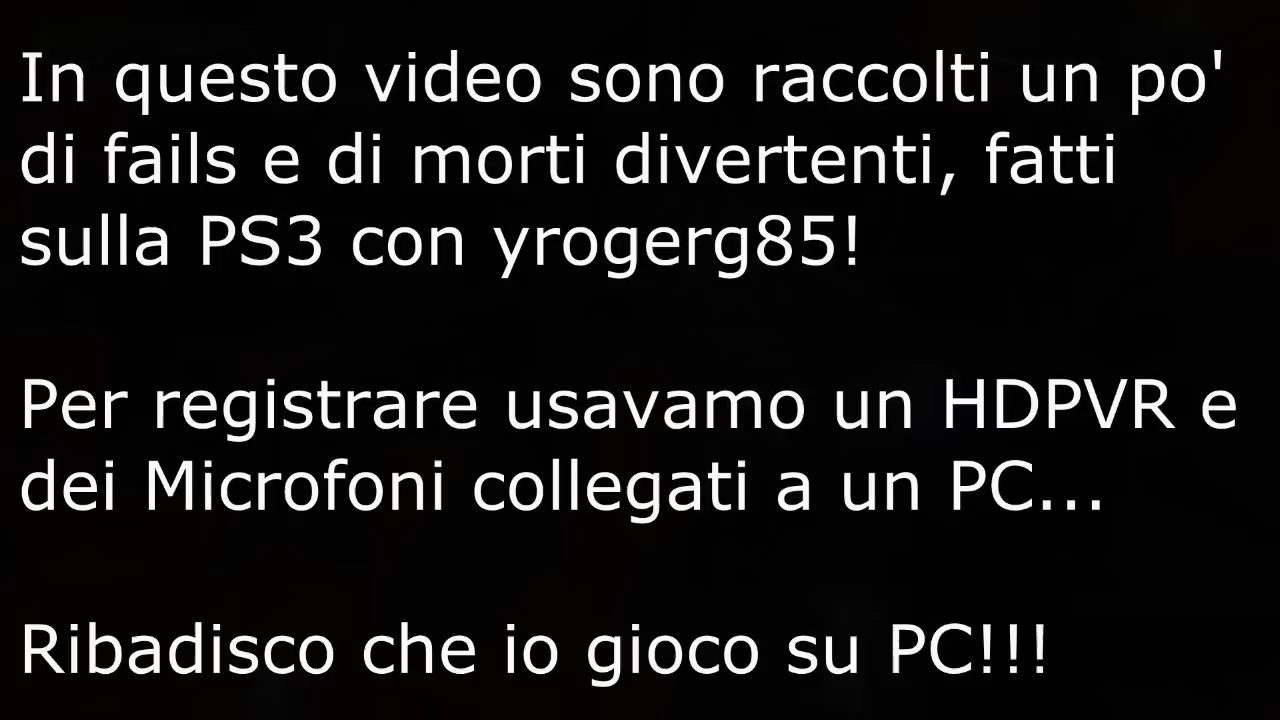 In questo video sono raccolti un po'
di fails e di morti divertenti, fatti
sulla PS3 con yrogerg85!
Per registrare usavamo un HDPVR e
dei Microfoni collegati a un PC...
Ribadisco che io gioco su PC!!!